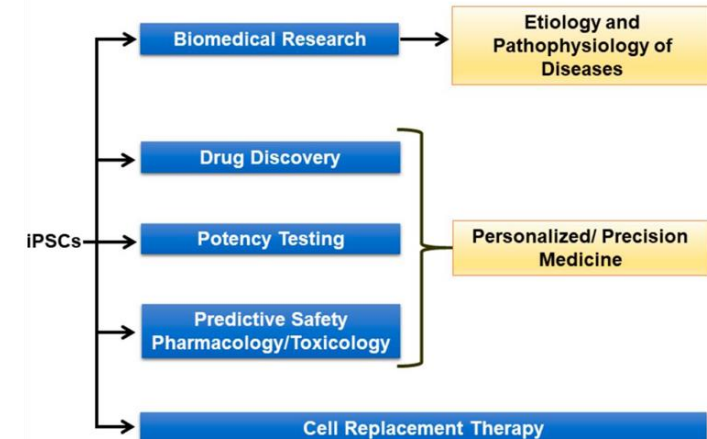 Biomedical Research
Etiology and
Pathophysiology of
Diseases
Drug Discovery
iPSCs
Potency Testing
Personalized/ Precision
Medicine
Predictive Safety
Pharmacology/Toxicology
Cell Replacement Therapy